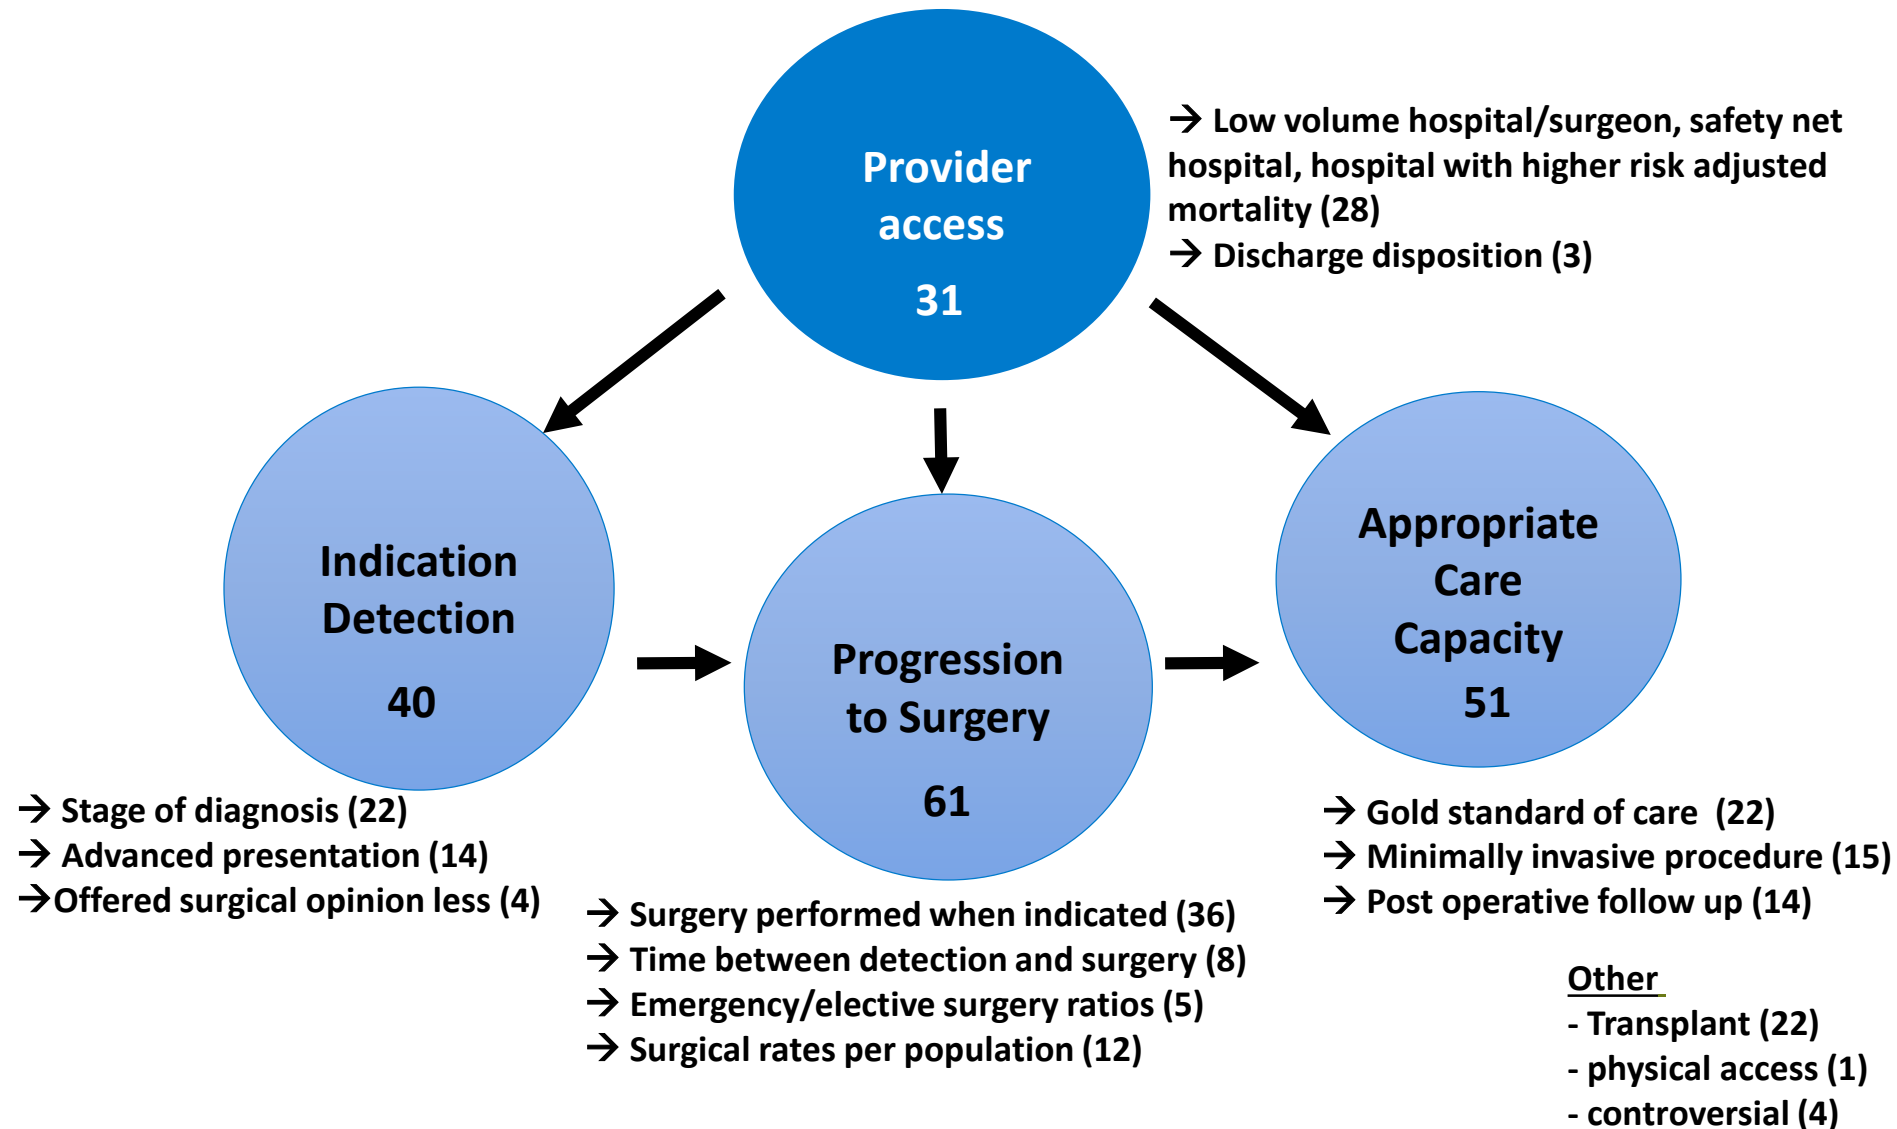 Provider
access
31
→ Low volume hospital/surgeon, safety net
hospital, hospital with higher risk adjusted
mortality (28)
→ Discharge disposition (3)
Indication
Detection
40
→ Stage of diagnosis (22)
→ Advanced presentation (14)
→Offered surgical opinion less (4)
Progression
to Surgery
61
→ Surgery performed when indicated (36)
→ Time between detection and surgery (8)
→ Emergency/elective surgery ratios (5)
→ Surgical rates per population (12)
Appropriate
Care
Capacity
51
→ Gold standard of care (22)
→ Minimally invasive procedure (15)
→ Post operative follow up (14)
Other
- Transplant (22)
- physical access (1)
- controversial (4)